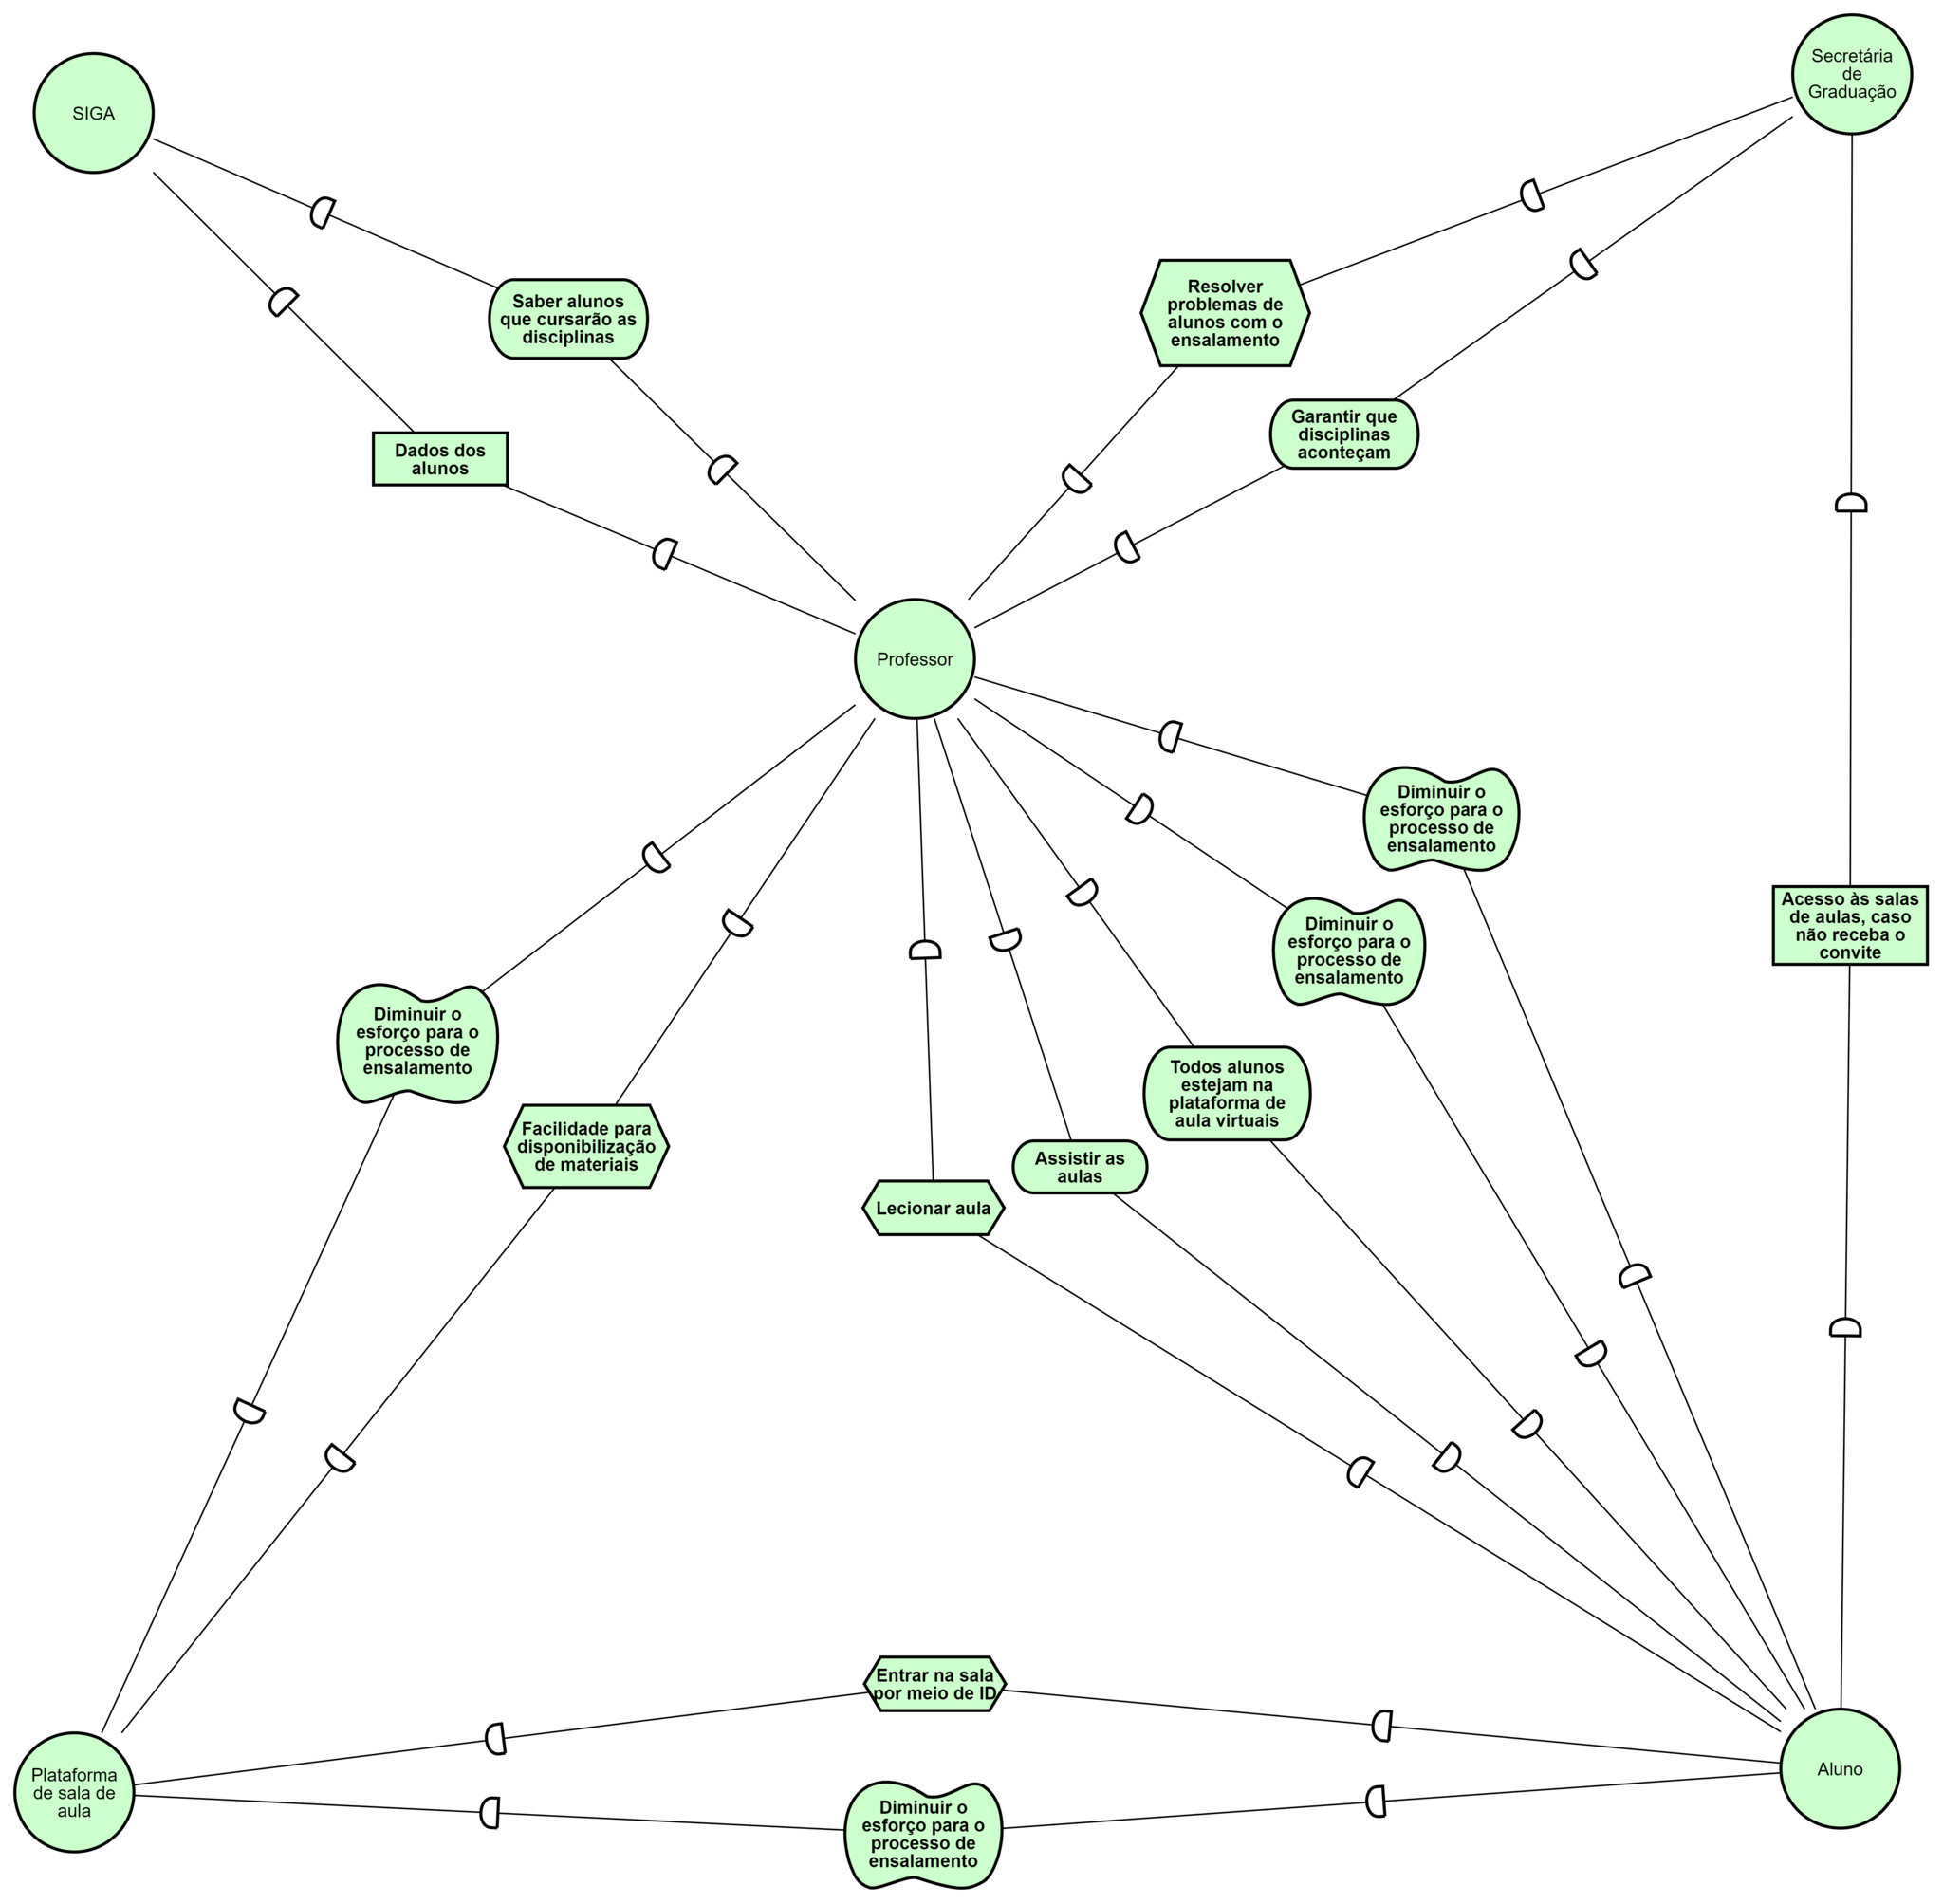 Secretária
de
Graduação
SIGA
Resolver
problemas de
alunos com o
ensalamento
Saber alunos
que cursarão as
disciplinas
Garantir que
disciplinas
aconteçam
Dados dos
alunos
Professor
Diminuir o
esforço para o
processo de
ensalamento
Acesso às salas
de aulas, caso
não receba o
convite
Diminuir o
esforço para o
processo de
ensalamento
Diminuir o
esforço para o
processo de
ensalamento
Todos alunos
estejam na
plataforma de
aula virtuais
Facilidade para
disponibilização
de materiais
Assistir as
aulas
Lecionar aula
Entrar na sala
por meio de ID
Plataforma
de sala de
aula
Aluno
Diminuir o
esforço para o
processo de
ensalamento